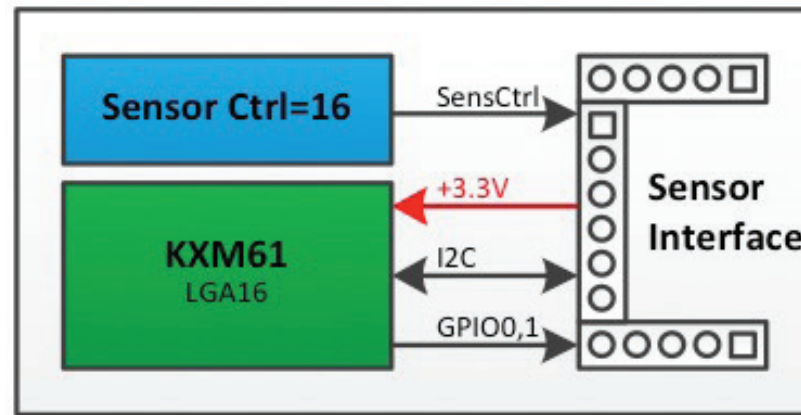 Sensor Ctrl=16
SensCtrl
+3.3V
KXM61
LGA16
I2C
GPIO0,1
Sensor
Interface